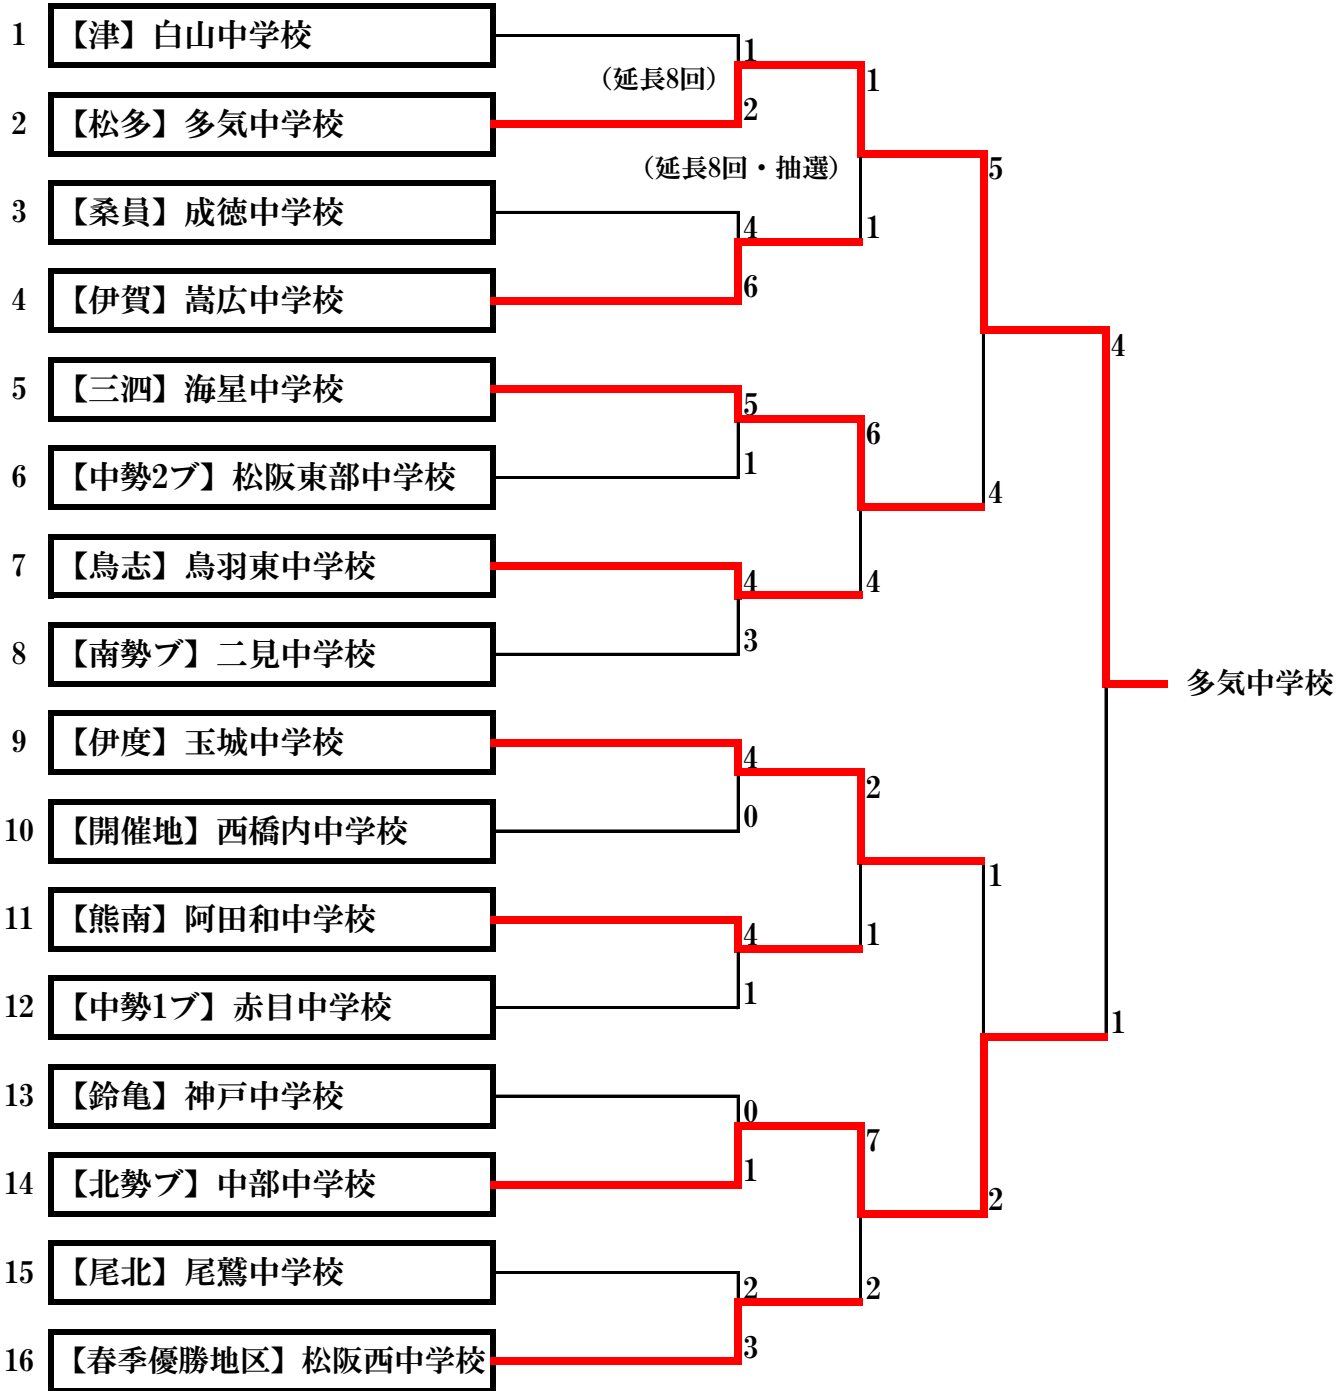 1 【津】白山中学校
1
(延長8回)
1
2 【松多】多気中学校
2
(延長8回・抽選)
5
3 【桑員】成徳中学校
4
1
4 【伊賀】嵩広中学校
6
4
5 【三泗】海星中学校
5
6
6 【中勢2ブ】松阪東部中学校
1
4
7 【鳥志】鳥羽東中学校
4
4
8 【南勢ブ】二見中学校
3
多気中学校
9 【伊度】玉城中学校
4
2
10 【開催地】西橋内中学校
0
1
11 【熊南】阿田和中学校
4
1
12 【中勢1ブ】赤目中学校
1
1
13 【鈴亀】神戸中学校
0
7
14 【北勢ブ】中部中学校
1
2
15 【尾北】尾鷲中学校
2
2
16 【春季優勝地区】松阪西中学校
3